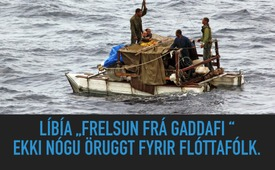 LÍBÍA „FRELSUN FRÁ GADDAFI “
EKKI NÓGU ÖRUGGT FYRIR FLÓTTAFÓLK.